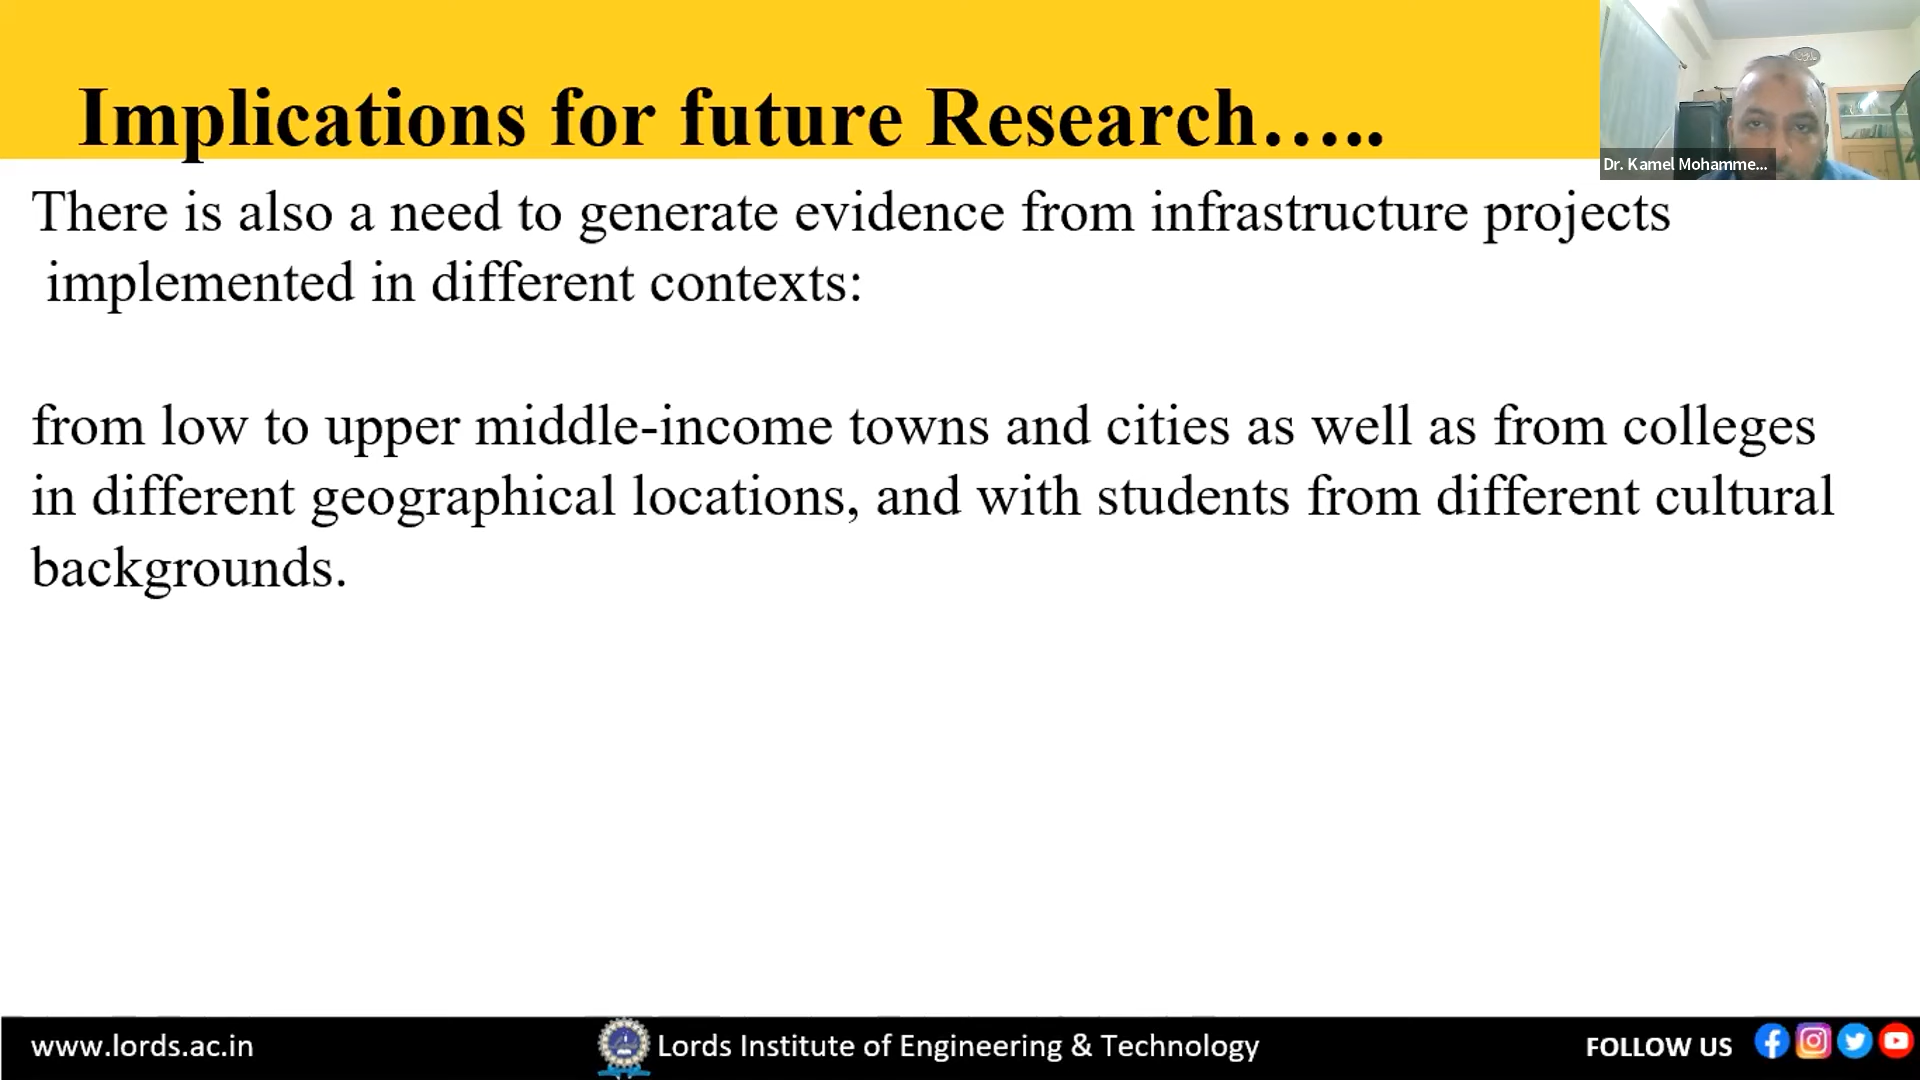 Implications for future Research…..
Dr. Kamel Mohamme...
There is also a need to generate evidence from infrastructure projects
implemented in different contexts:
from low to upper middle-income towns and cities as well as from colleges
in different geographical locations, and with students from different cultural
backgrounds.
www.lords.ac.in
Lords Institute of Engineering & Technology
FOLLOW US